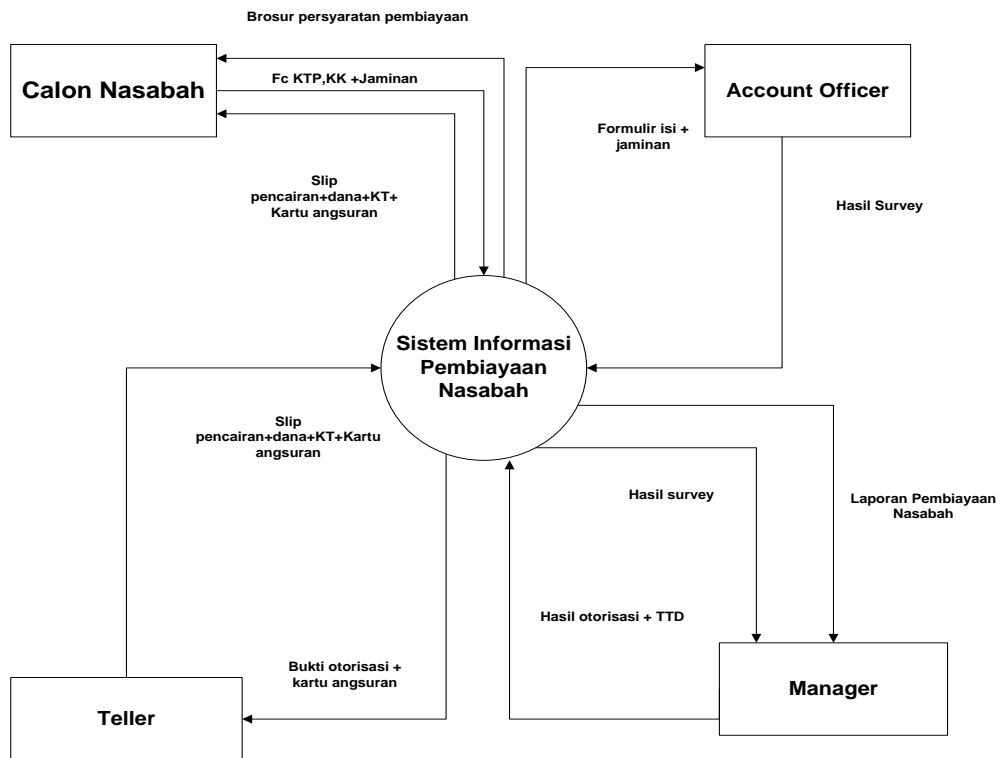 Brosur persyaratan pembiayaan
Calon Nasabah
Fc KTP,KK +Jaminan
Account Officer
Formulir isi +
jaminan
Slip
pencairan+dana+KT+
Kartu angsuran
Hasil Survey
Sistem Informasi
Pembiayaan
Nasabah
Slip
pencairan+dana+KT+Kartu
angsuran
Hasil survey
Laporan Pembiayaan
Nasabah
Hasil otorisasi + TTD
Bukti otorisasi +
kartu angsuran
Teller
Manager